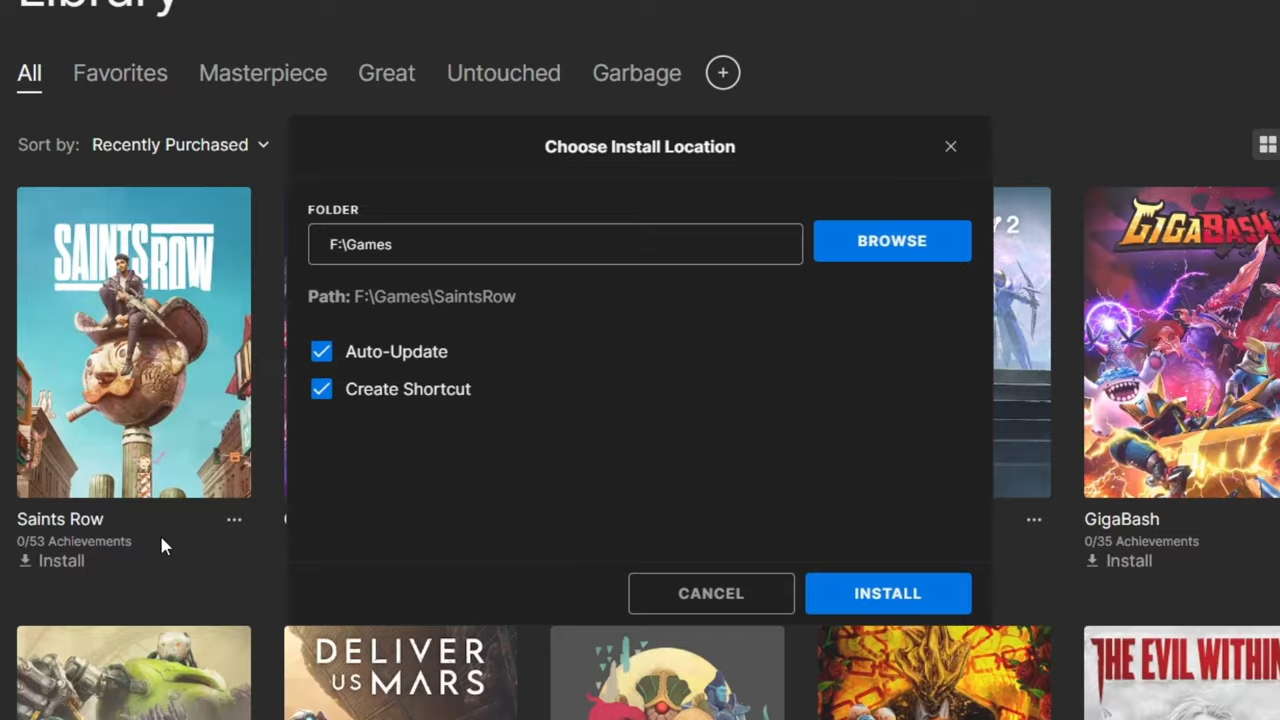 Library
All Favorites Masterpiece Great Untouched Garbage
Sort by: Recently Purchased
Choose Install Location
FOLDER
F:\Games
BROWSE
Path: F:\Games\SaintsRow
Auto-Update
Create Shortcut
CANCEL INSTALL
SAINTS ROW
2
GIGABASH
Saints Row
0/53 Achievements
Install
GigaBash
0/35 Achievements
Install
DELIVER
US MARS
THE EVIL WITHIN